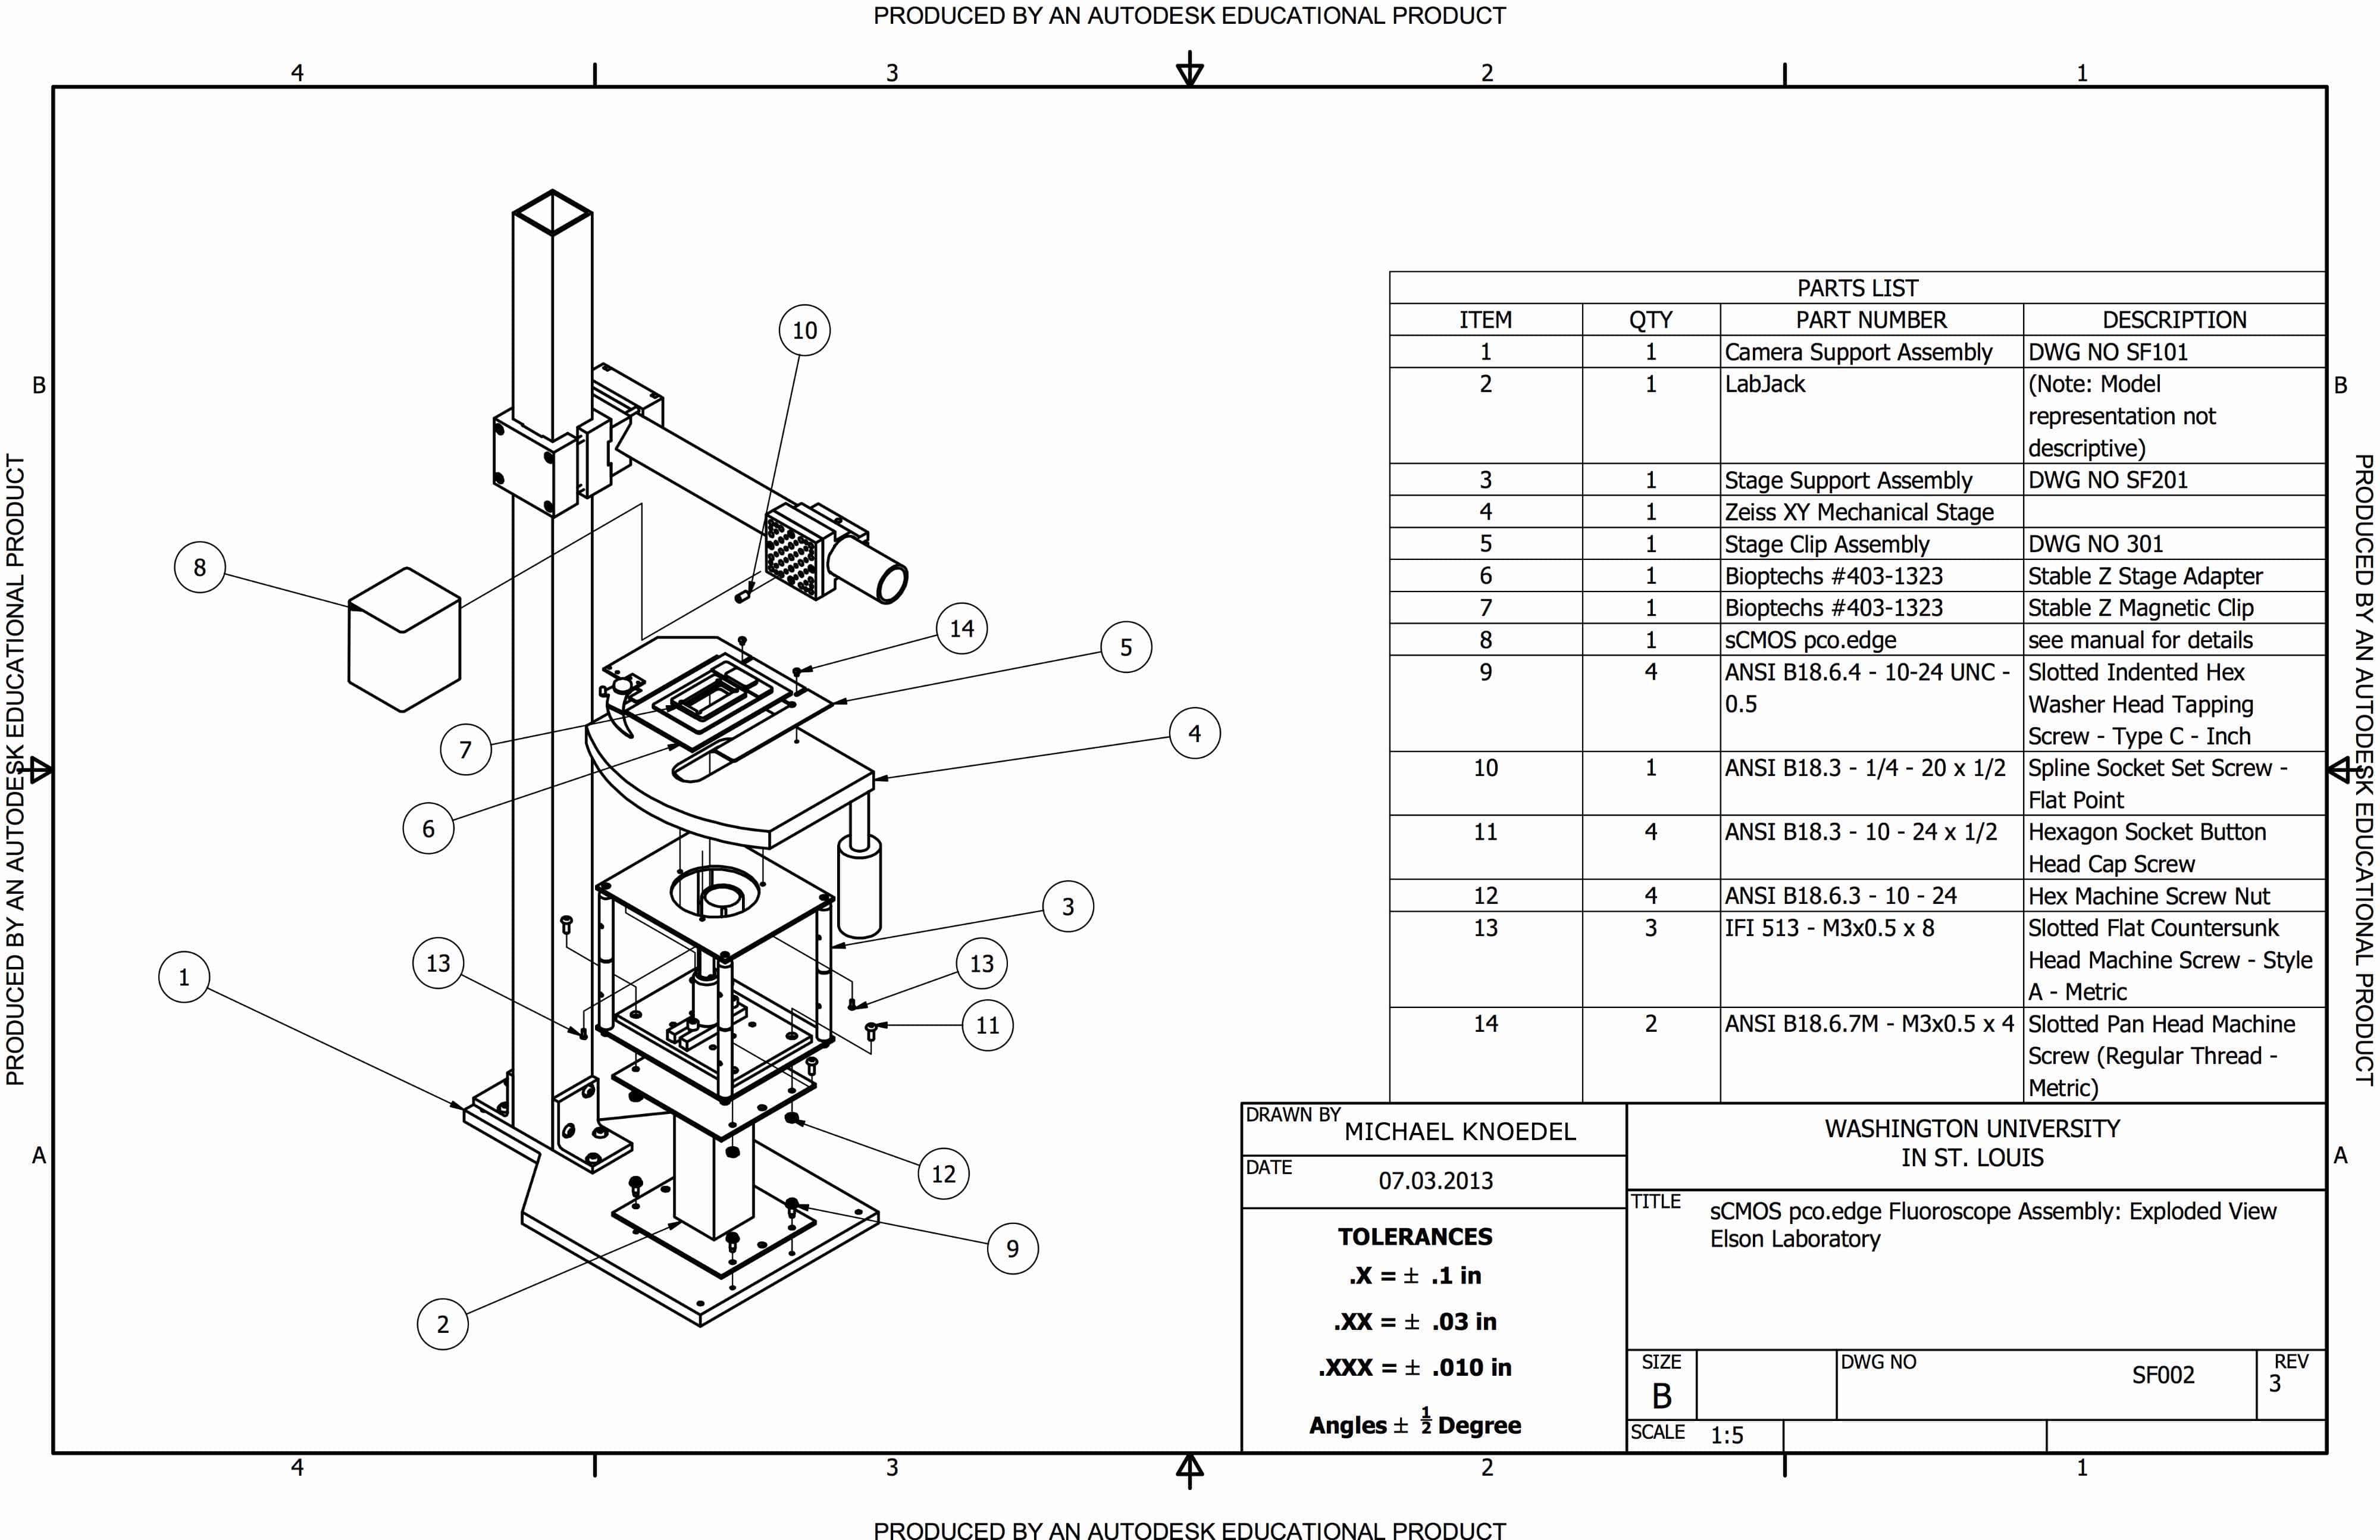 PRODUCED BY AN AUTODESK EDUCATIONAL PRODUCT
4 3 2 1
B
B
PRODUCED BY AN AUTODESK EDUCATIONAL PRODUCT
PRODUCED BY AN AUTODESK EDUCATIONAL PRODUCT
10
8
14
5
7
4
6
3
13
13
1
11
12
9
2
PARTS LIST
ITEM QTY PART NUMBER DESCRIPTION
1 1 Camera Support Assembly DWG NO SF101
2 1 LabJack (Note: Model
representation not
descriptive)
3 1 Stage Support Assembly DWG NO SF201
4 1 Zeiss XY Mechanical Stage
5 1 Stage Clip Assembly DWG NO 301
6 1 Bioptechs #403-1323 Stable Z Stage Adapter
7 1 Bioptechs #403-1323 Stable Z Magnetic Clip
8 1 sCMOS pco.edge see manual for details
9 4 ANSI B18.6.4 - 10-24 UNC - Slotted Indented Hex
0.5 Washer Head Tapping
Screw - Type C - Inch
10 1 ANSI B18.3 - 1/4 - 20 x 1/2 Spline Socket Set Screw -
Flat Point
11 4 ANSI B18.3 - 10 - 24 x 1/2 Hexagon Socket Button
Head Cap Screw
12 4 ANSI B18.6.3 - 10 - 24 Hex Machine Screw Nut
13 3 IFI 513 - M3x0.5 x 8 Slotted Flat Countersunk
Head Machine Screw - Style
A - Metric
14 2 ANSI B18.6.7M - M3x0.5 x 4 Slotted Pan Head Machine
Screw (Regular Thread -
Metric)
DRAWN BY MICHAEL KNOEDEL
DATE 07.03.2013
TOLERANCES
.X = ± .1 in
.XX = ± .03 in
.XXX = ± .010 in
Angles ± 1/2 Degree
WASHINGTON UNIVERSITY
IN ST. LOUIS
TITLE sCMOS pco.edge Fluoroscope Assembly: Exploded View
Elson Laboratory
SIZE B
DWG NO SF002
REV 3
SCALE 1:5
A
A
4 3 2 1
PRODUCED BY AN AUTODESK EDUCATIONAL PRODUCT